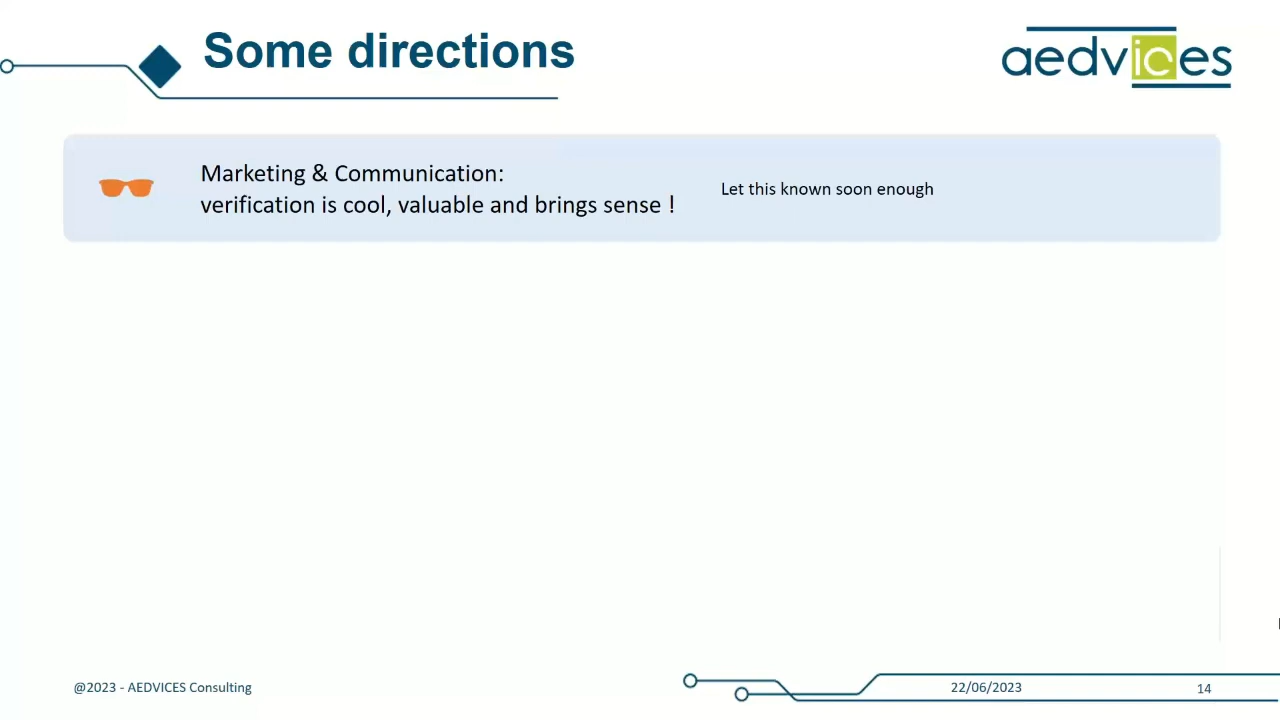 Some directions
aedvices
Marketing & Communication:
verification is cool, valuable and brings sense !
Let this known soon enough
@2023 - AEDVICES Consulting
22/06/2023
14